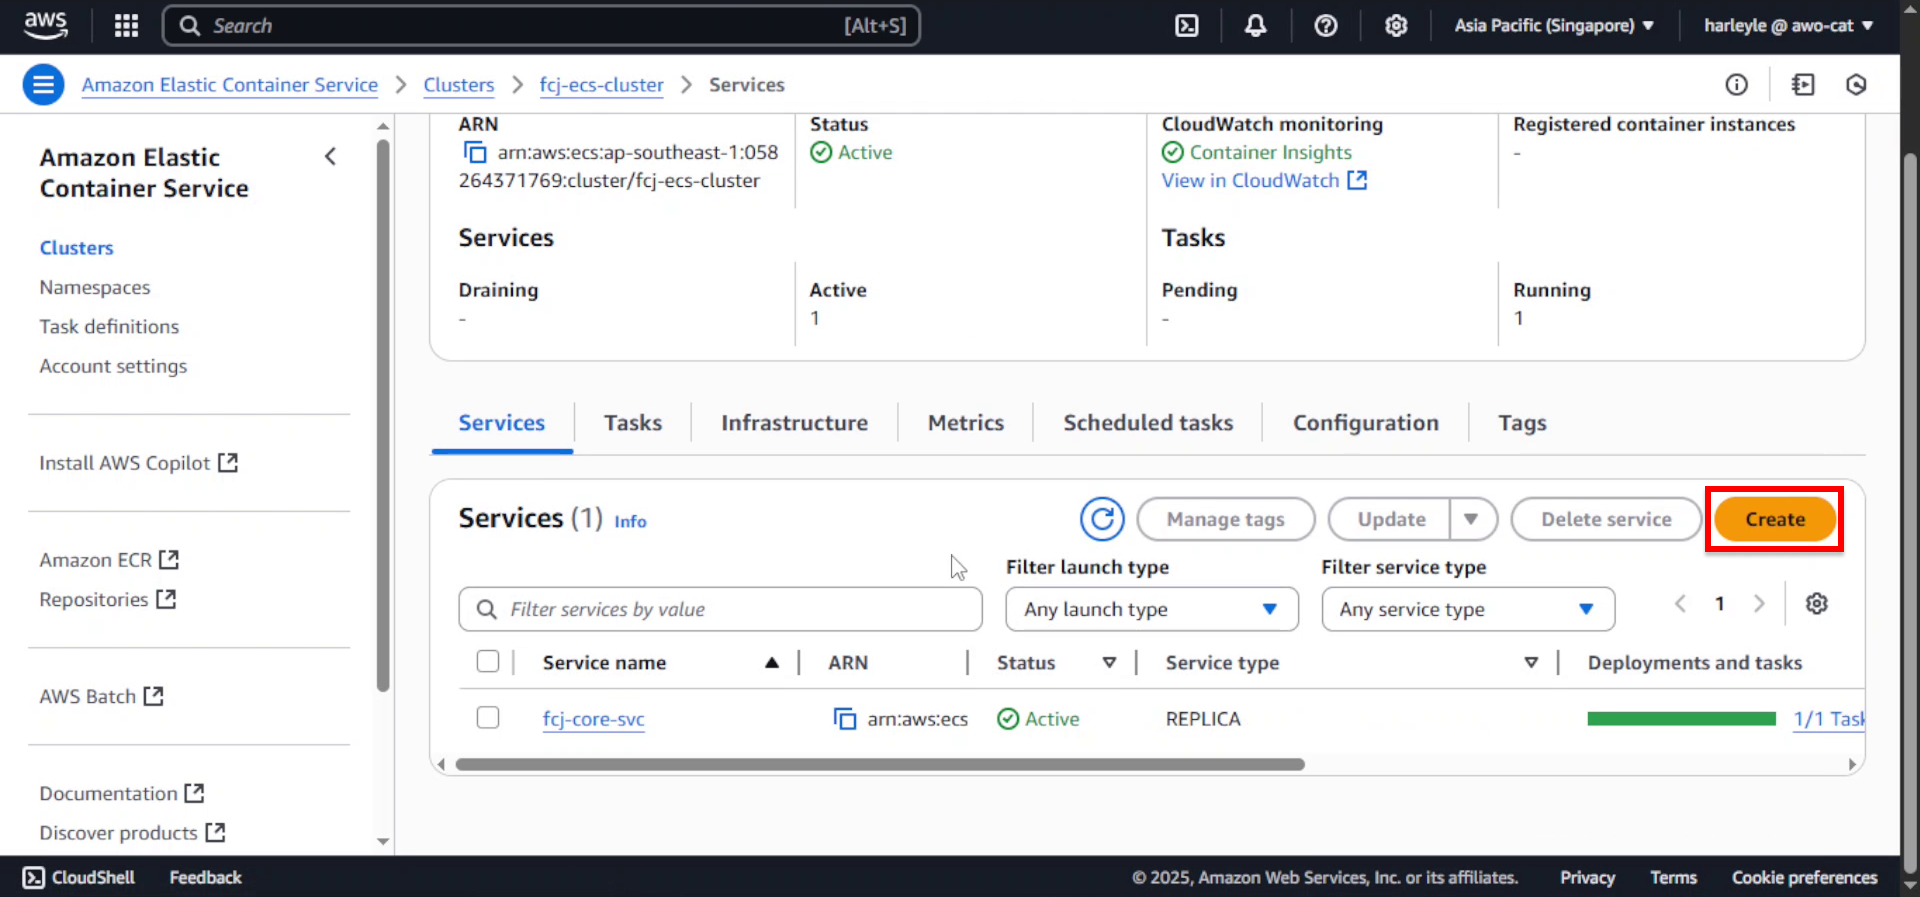 aws
Search
[Alt+S]
Asia Pacific (Singapore)
harleyle @ awo-cat
Amazon Elastic Container Service
Clusters
fcj-ecs-cluster
Services
Amazon Elastic
Container Service
Clusters
Namespaces
Task definitions
Account settings
Install AWS Copilot
Amazon ECR
Repositories
AWS Batch
Documentation
Discover products
ARN
arn:aws:ecs:ap-southeast-1:058
264371769:cluster/fcj-ecs-cluster
Status
Active
CloudWatch monitoring
Container Insights
View in CloudWatch
Registered container instances
-
Services
Draining
-
Active
1
Tasks
Pending
-
Running
1
Services
Tasks
Infrastructure
Metrics
Scheduled tasks
Configuration
Tags
Services (1) Info
Manage tags
Update
Delete service
Create
Filter services by value
Filter launch type
Any launch type
Filter service type
Any service type
1
Service name
ARN
Status
Service type
Deployments and tasks
fcj-core-svc
arn:aws:ecs
Active
REPLICA
1/1 Task
CloudShell
Feedback
© 2025, Amazon Web Services, Inc. or its affiliates.
Privacy
Terms
Cookie preferences